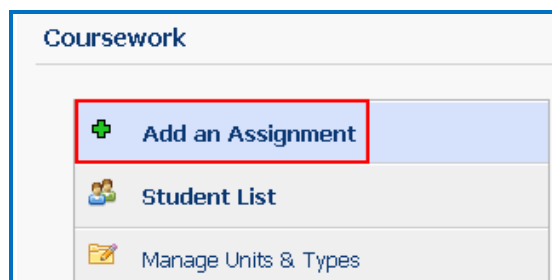 Coursework
Add an Assignment
Student List
Manage Units & Types